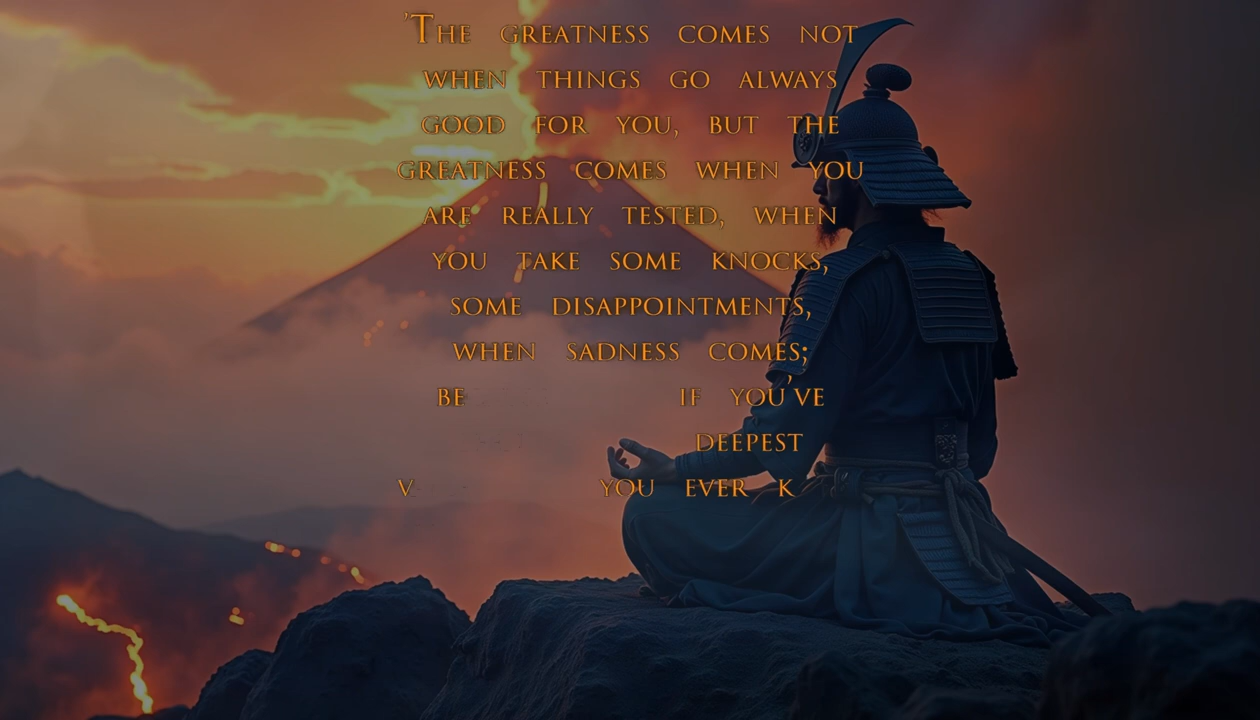 'The greatness comes not
when things go always
good for you, but the
greatness comes when you
are really tested, when
you take some knocks,
some disappointments,
when sadness comes;
be if you've
deepest
you ever